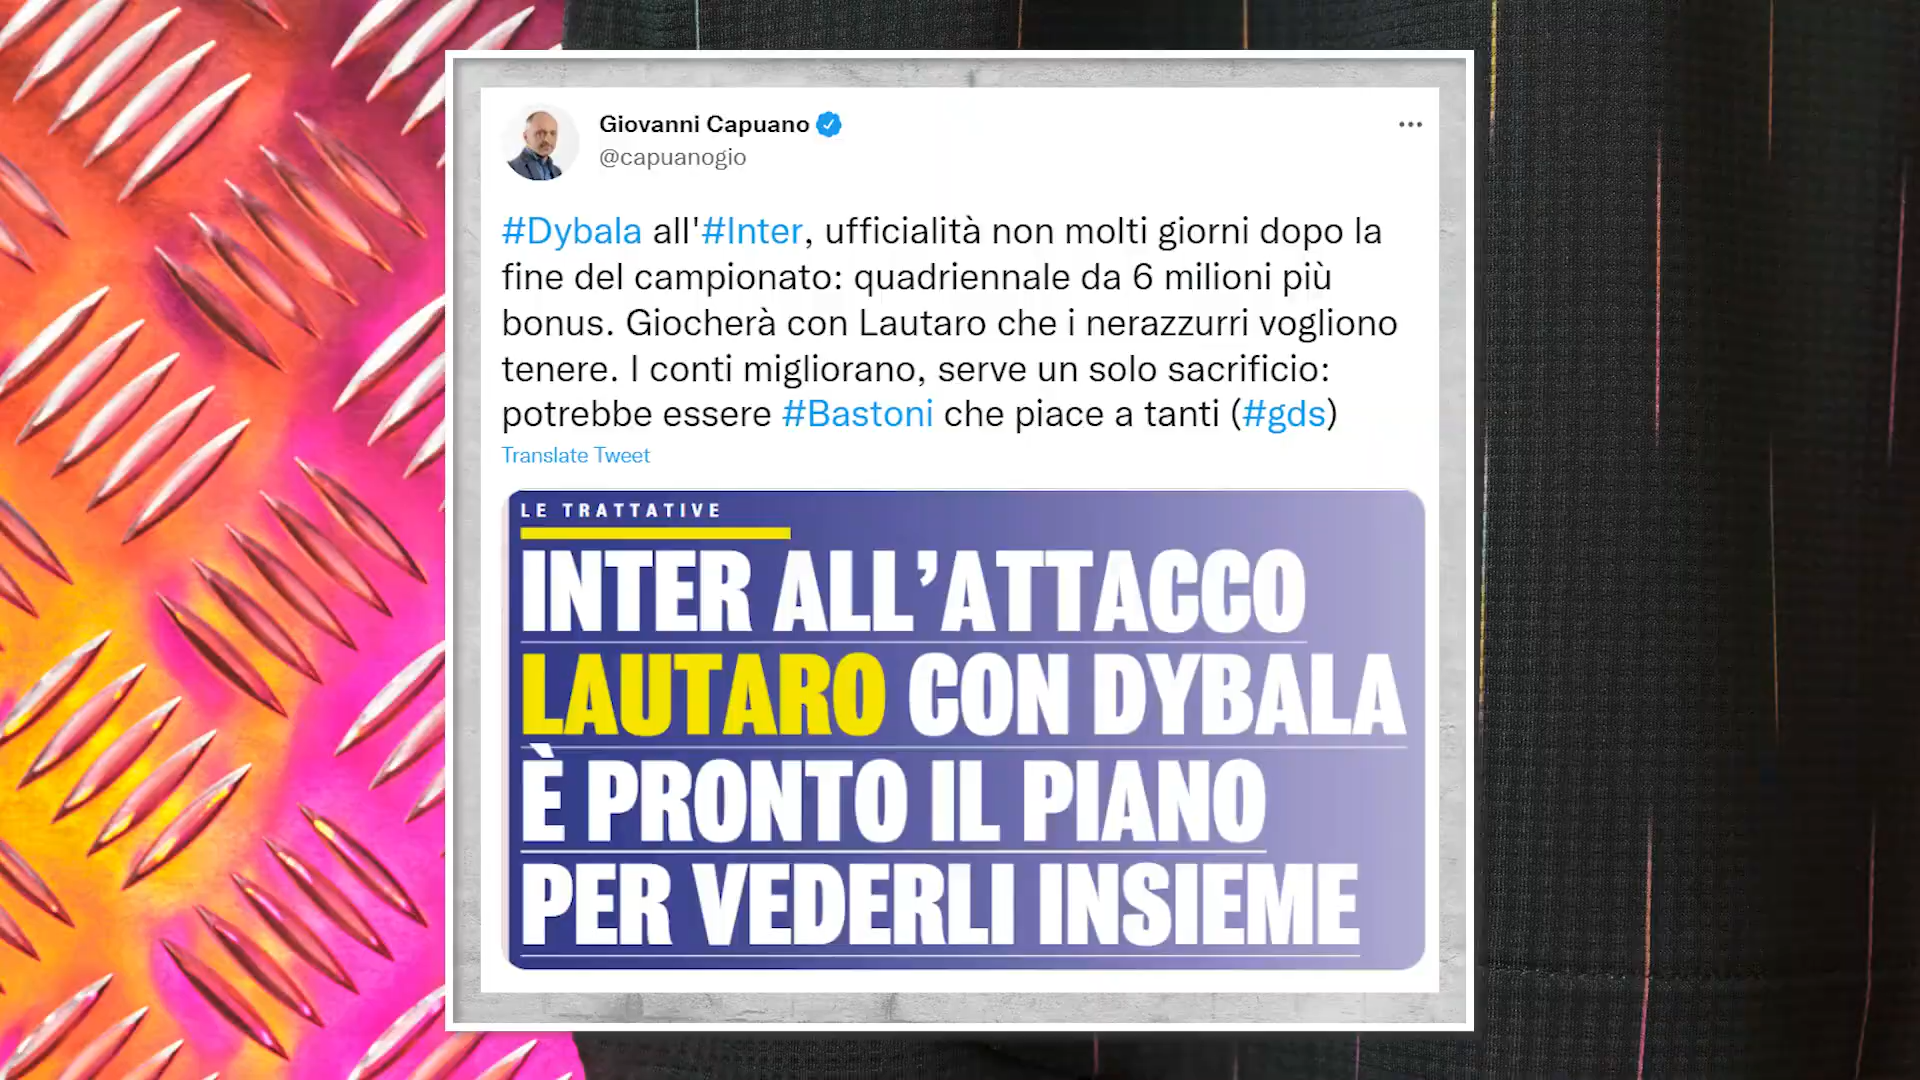 Giovanni Capuano
@capuanogio
#Dybala all'#Inter, ufficialità non molti giorni dopo la
fine del campionato: quadriennale da 6 milioni più
bonus. Giocherà con Lautaro che i nerazzurri vogliono
tenere. I conti migliorano, serve un solo sacrificio:
potrebbe essere #Bastoni che piace a tanti (#gds)
Translate Tweet
LE TRATTATIVE
INTER ALL'ATTACCO
LAUTARO CON DYBALA
È PRONTO IL PIANO
PER VEDERLI INSIEME